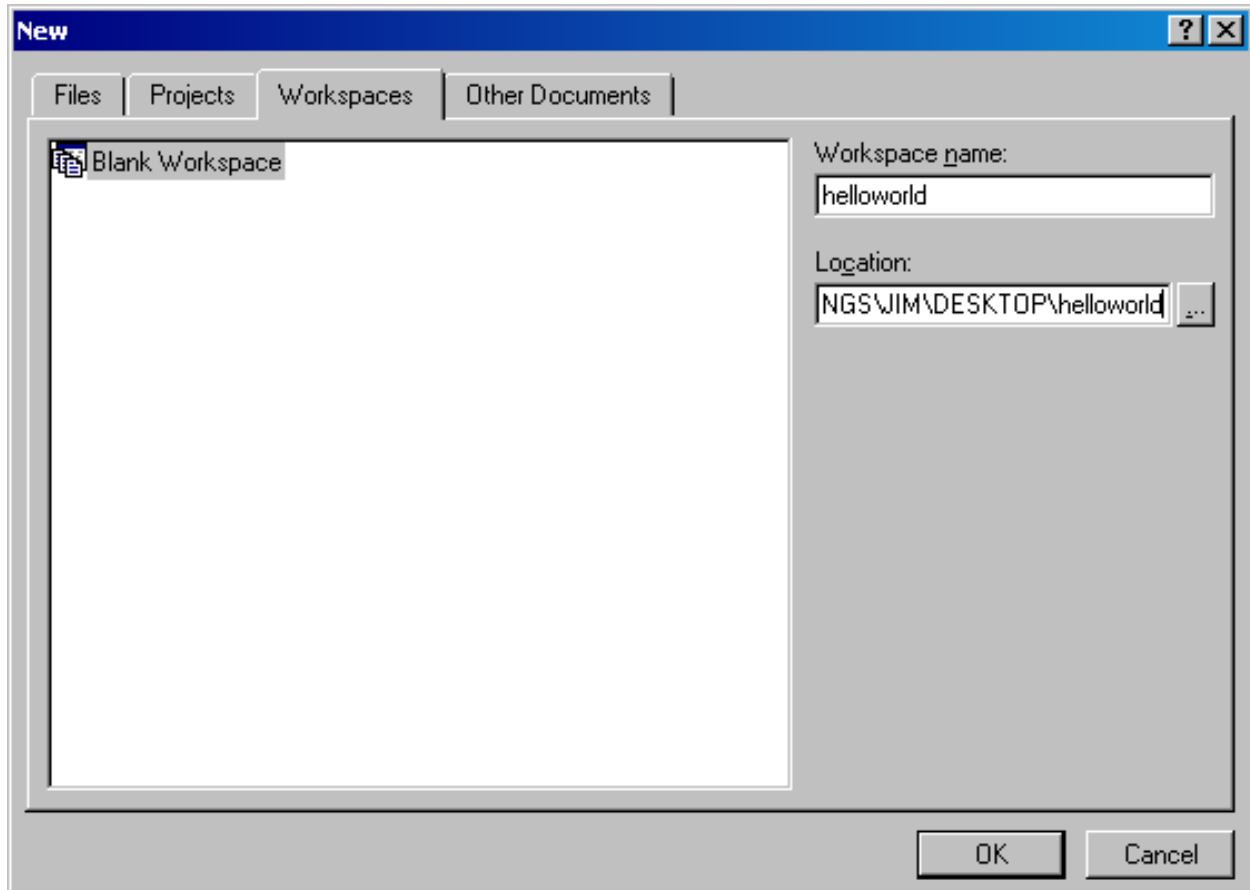 New
Files Projects Workspaces Other Documents
Blank Workspace
Workspace name:
helloworld
Location:
NGS\JIM\DESKTOP\helloworld ...
OK Cancel